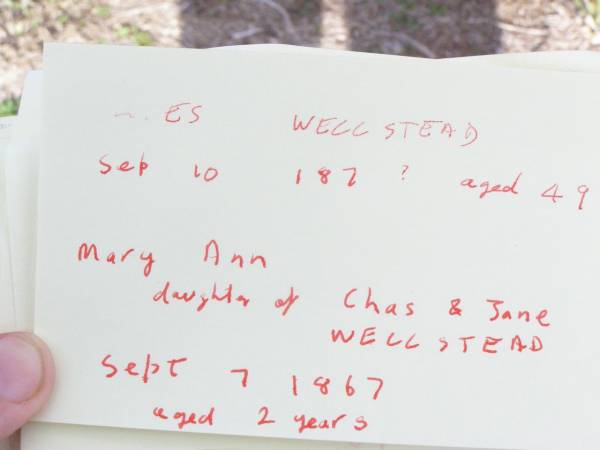 ES WELLSTEAD
Sep 10 187 ? aged 49
Mary Ann
daughter of Chas & Jane
WELLSTEAD
Sept 7 1867
aged 2 years